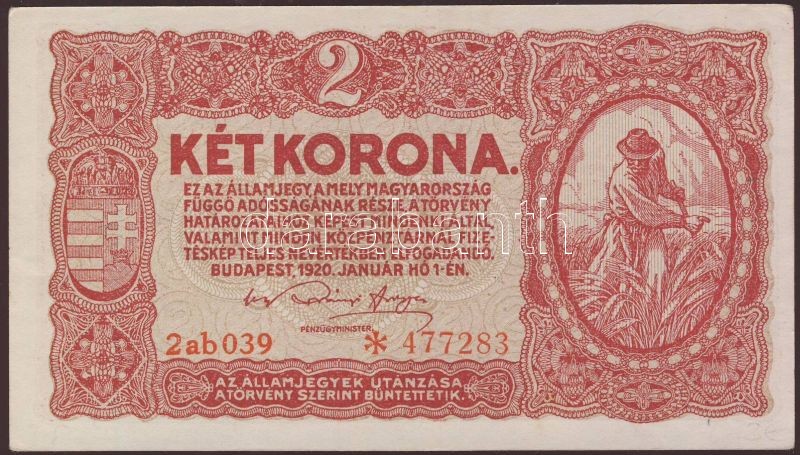 2
KÉT KORONA.
EZ AZ ÁLLAMJEGY, AMELY MAGYARORSZÁG
FÜGGŐ ADÓSSÁGÁNAK RÉSZE, A TÖRVÉNY
HATÁROZATAIHOZ KÉPEST MINDENKI ÁLTAL,
VALAMINT MINDEN KÖZPÉNZTÁRNÁL FIZE-
TÉSKÉP TELJES NÉVÉRTÉKBEN ELFOGADANDÓ.
BUDAPEST, 1920. JANUÁR HÓ 1-ÉN.
PÉNZÜGYMINISTER.
2ab039 * 477283
AZ ÁLLAMJEGYEK UTÁNZÁSA
A TÖRVÉNY SZERINT BÜNTETTETIK.
darabanth